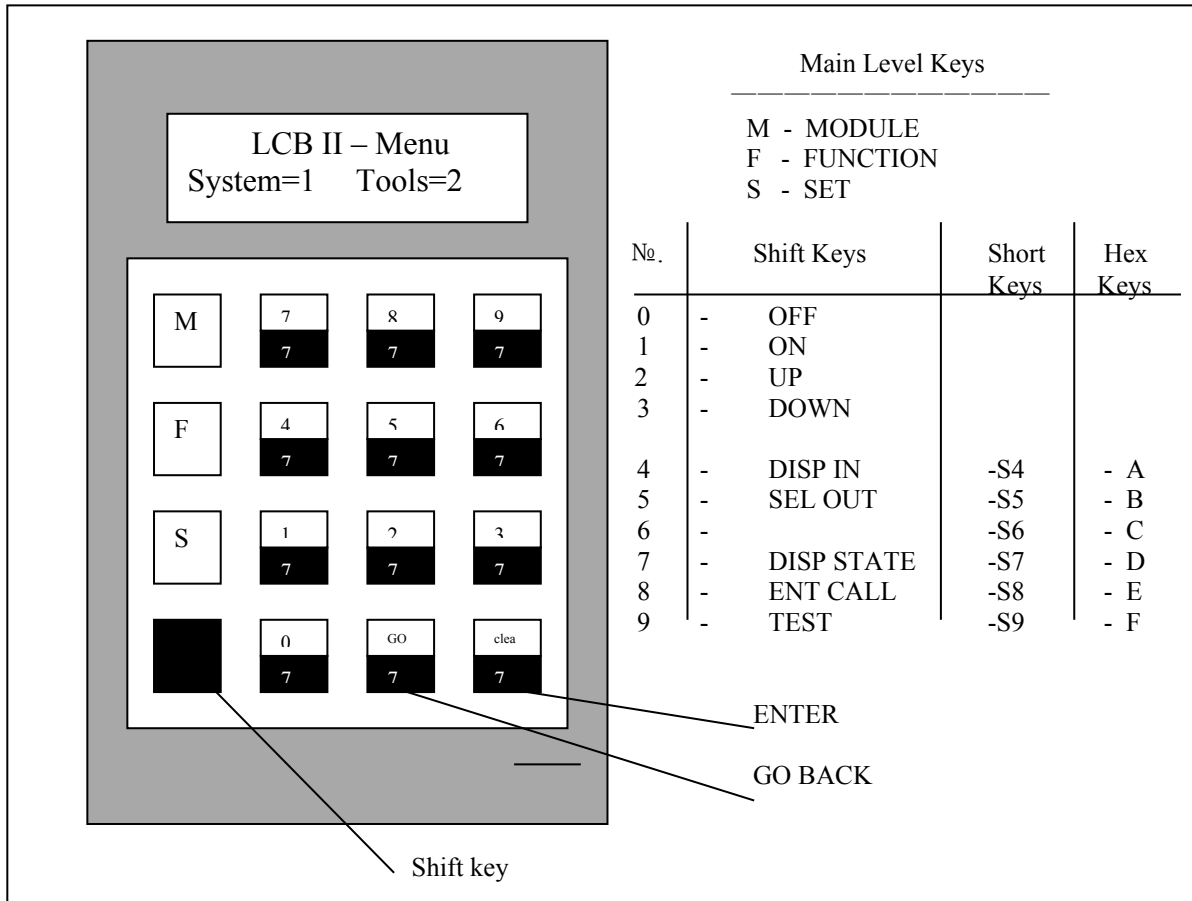 LCB II – Menu
System=1 Tools=2
M 7 8 9
7 7 7
F 4 5 6
7 7 7
S 1 2 3
7 7 7
0 GO clea
7 7 7
Shift key
Main Level Keys
M - MODULE
F - FUNCTION
S - SET
№. Shift Keys Short Hex
Keys Keys
0 - OFF
1 - ON
2 - UP
3 - DOWN
4 - DISP IN -S4 - A
5 - SEL OUT -S5 - B
6 - -S6 - C
7 - DISP STATE -S7 - D
8 - ENT CALL -S8 - E
9 - TEST -S9 - F
ENTER
GO BACK